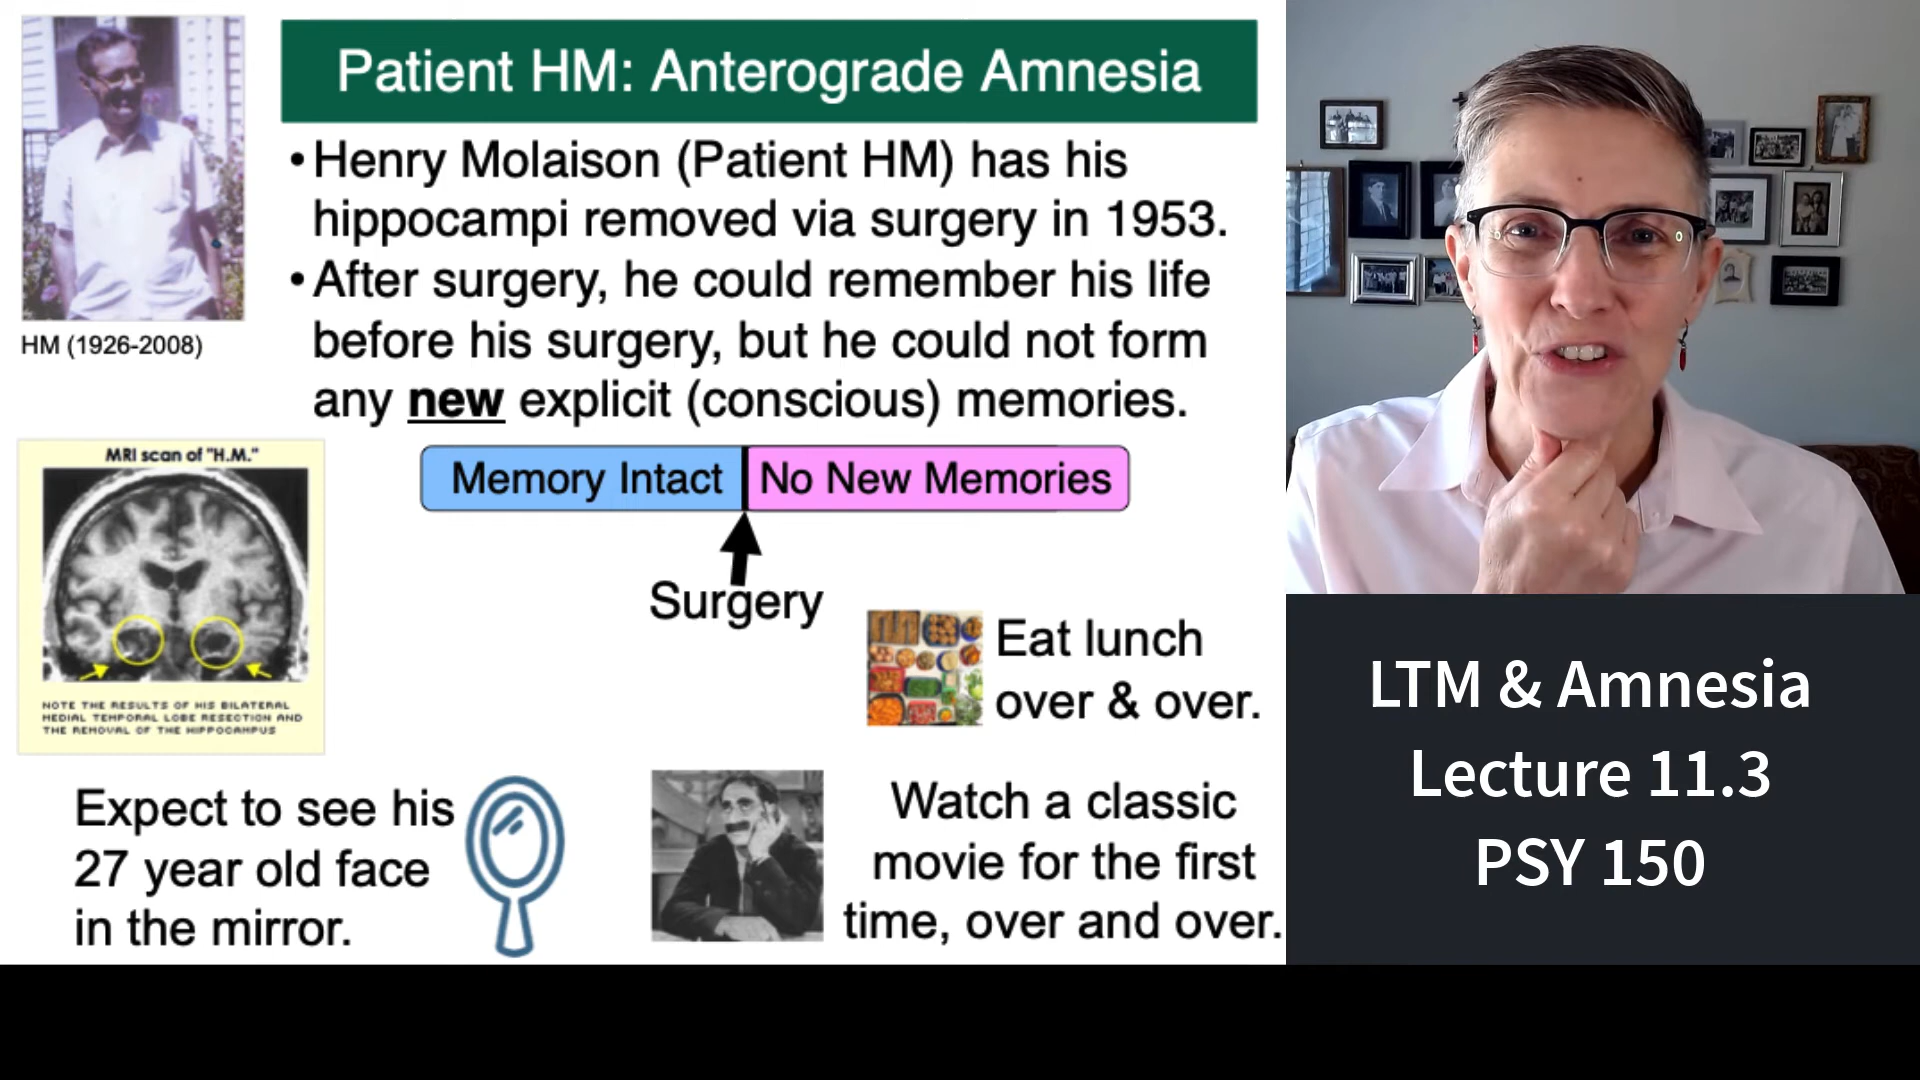 Patient HM: Anterograde Amnesia
• Henry Molaison (Patient HM) has his
hippocampi removed via surgery in 1953.
• After surgery, he could remember his life
before his surgery, but he could not form
any new explicit (conscious) memories.
HM (1926-2008)
MRI scan of "H.M."
NOTE THE RESULTS OF HIS BILATERAL
MEDIAL TEMPORAL LOBE RESECTION AND
THE REMOVAL OF THE HIPPOCAMPUS
Memory Intact
No New Memories
Surgery
Eat lunch
over & over.
Expect to see his
27 year old face
in the mirror.
Watch a classic
movie for the first
time, over and over.
LTM & Amnesia
Lecture 11.3
PSY 150